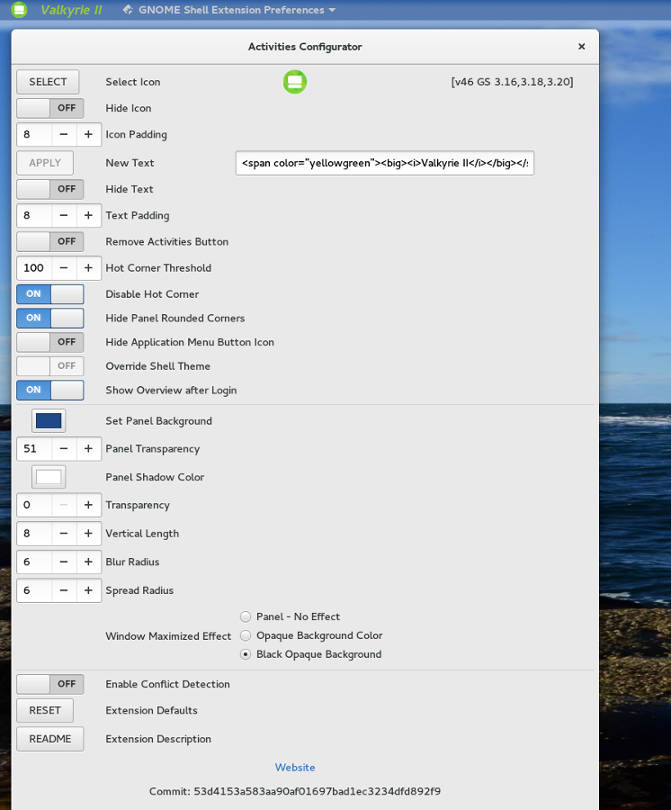 Valkyrie II GNOME Shell Extension Preferences
Activities Configurator
SELECT Select Icon [v46 GS 3.16,3.18,3.20]
OFF Hide Icon
8 Icon Padding
APPLY New Text <span color="yellowgreen"><big><i>Valkyrie II</i></big></s
OFF Hide Text
8 Text Padding
OFF Remove Activities Button
100 Hot Corner Threshold
ON Disable Hot Corner
ON Hide Panel Rounded Corners
OFF Hide Application Menu Button Icon
OFF Override Shell Theme
ON Show Overview after Login
Set Panel Background
51 Panel Transparency
Panel Shadow Color
0 Transparency
8 Vertical Length
6 Blur Radius
6 Spread Radius
Panel - No Effect
Window Maximized Effect Opaque Background Color
Black Opaque Background
OFF Enable Conflict Detection
RESET Extension Defaults
README Extension Description
Website
Commit: 53d4153a583aa90af01697bad1ec3234dfd892f9